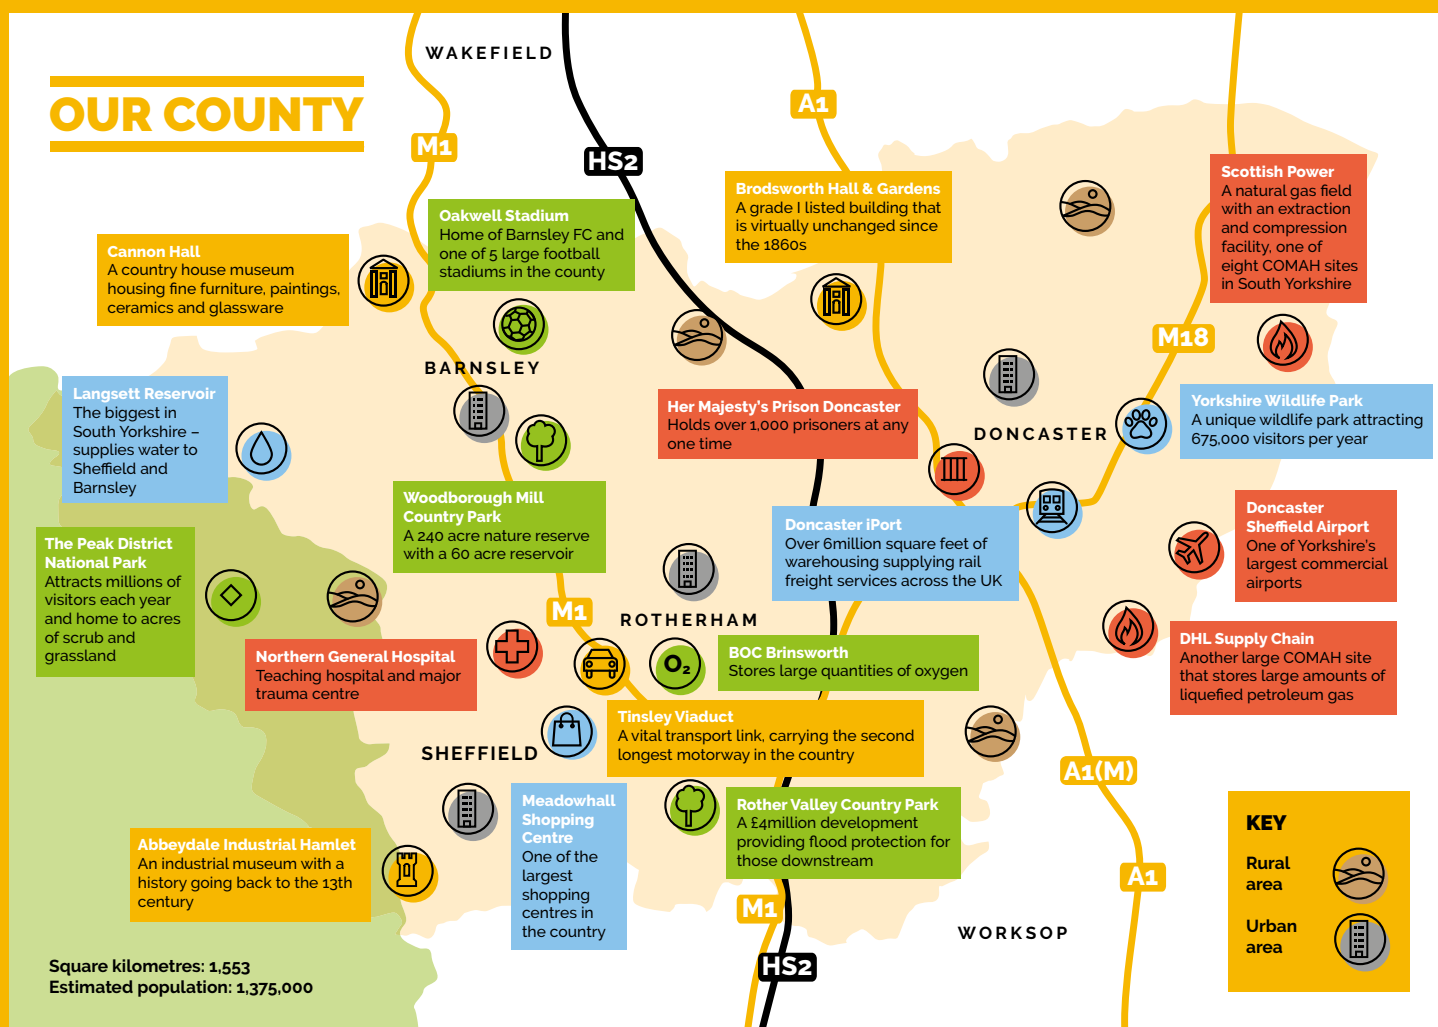 OUR COUNTY
WAKEFIELD
M1
HS2
A1
Scottish Power
A natural gas field
with an extraction
and compression
facility, one of
eight COMAH sites
in South Yorkshire
Brodsworth Hall & Gardens
A grade I listed building that
is virtually unchanged since
the 1860s
Oakwell Stadium
Home of Barnsley FC and
one of 5 large football
stadiums in the county
Cannon Hall
A country house museum
housing fine furniture, paintings,
ceramics and glassware
M18
BARNSLEY
Langsett Reservoir
The biggest in
South Yorkshire –
supplies water to
Sheffield and
Barnsley
Her Majesty's Prison Doncaster
Holds over 1,000 prisoners at any
one time
DONCASTER
Yorkshire Wildlife Park
A unique wildlife park attracting
675,000 visitors per year
Woodborough Mill
Country Park
A 240 acre nature reserve
with a 60 acre reservoir
Doncaster iPort
Over 6million square feet of
warehousing supplying rail
freight services across the UK
Doncaster
Sheffield Airport
One of Yorkshire's
largest commercial
airports
The Peak District
National Park
Attracts millions of
visitors each year
and home to acres
of scrub and
grassland
M1
ROTHERHAM
Northern General Hospital
Teaching hospital and major
trauma centre
O₂
BOC Brinsworth
Stores large quantities of oxygen
DHL Supply Chain
Another large COMAH site
that stores large amounts of
liquefied petroleum gas
Tinsley Viaduct
A vital transport link, carrying the second
longest motorway in the country
SHEFFIELD
A1(M)
Meadowhall
Shopping
Centre
One of the
largest
shopping
centres in
the country
Rother Valley Country Park
A £4million development
providing flood protection for
those downstream
Abbeydale Industrial Hamlet
An industrial museum with a
history going back to the 13th
century
A1
M1
WORKSOP
HS2
KEY
Rural
area
Urban
area
Square kilometres: 1,553
Estimated population: 1,375,000